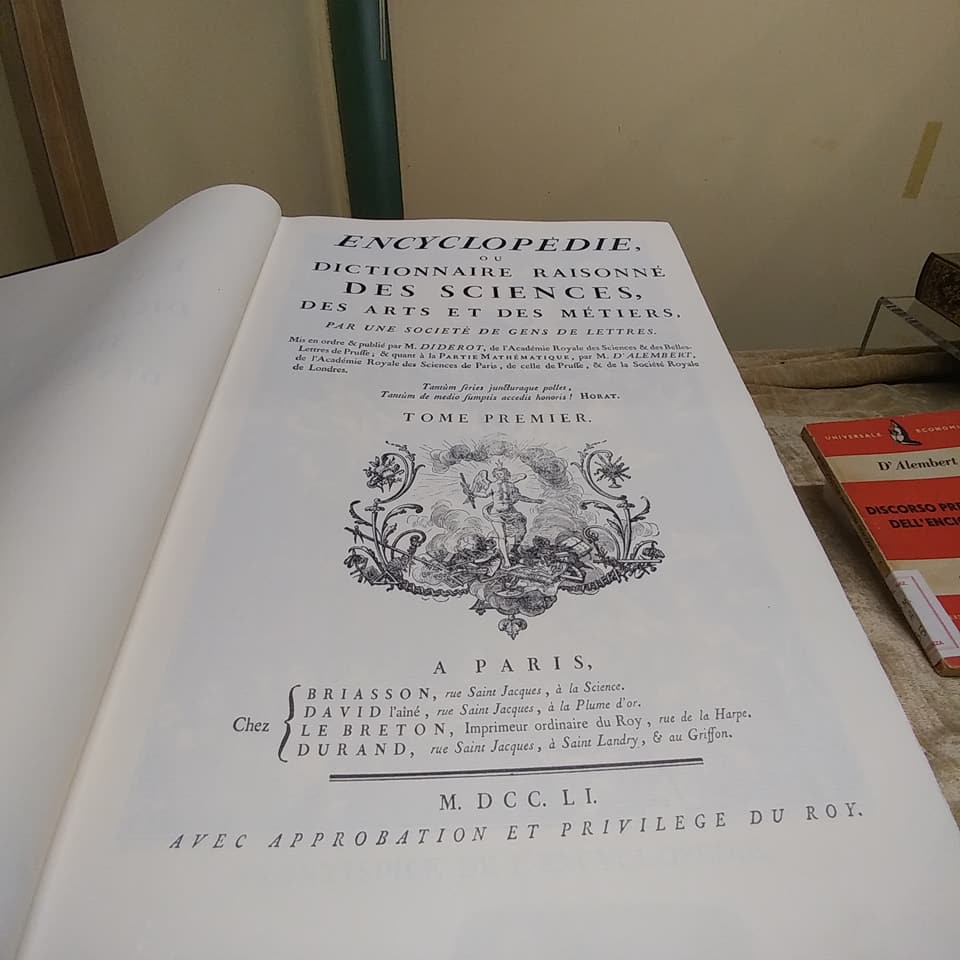 ENCYCLOPEDIE,
OU
DICTIONNAIRE RAISONNÉ
DES SCIENCES,
DES ARTS ET DES MÉTIERS,
PAR UNE SOCIETÉ DE GENS DE LETTRES.
Mis en ordre & publié par M. DIDEROT, de l'Académie Royale des Sciences & des Belles-
Lettres de Prusse ; & quant à la PARTIE MATHÉMATIQUE, par M. D'ALEMBERT,
de l'Académie Royale des Sciences de Paris, de celle de Prusse, & de la Société Royale
de Londres.
Tantùm series juncturaque pollet,
Tantùm de medio sumptis accedit honoris! HORAT.
TOME PREMIER.
A PARIS,
Chez
BRIASSON, rue Saint Jacques, à la Science.
DAVID l'aîné, rue Saint Jacques, à la Plume d'or.
LE BRETON, Imprimeur ordinaire du Roy, rue de la Harpe.
DURAND, rue Saint Jacques, à Saint Landry, & au Griffon.
M. DCC. LI.
AVEC APPROBATION ET PRIVILEGE DU ROY.
UNIVERSALE ECONOMI
D'Alembert
DISCORSO PRE
DELL'ENCI